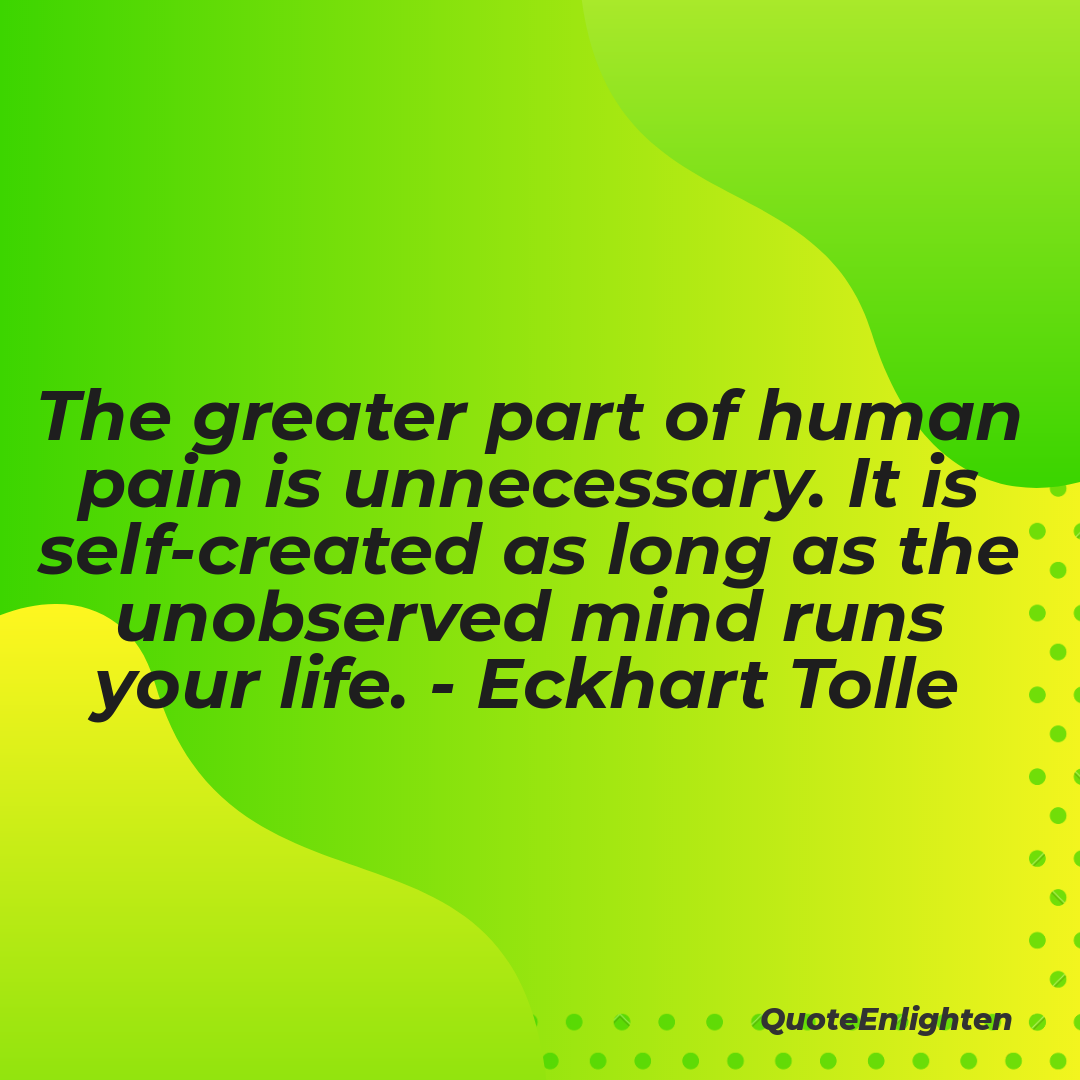 The greater part of human
pain is unnecessary. It is
self-created as long as the
unobserved mind runs
your life. - Eckhart Tolle
QuoteEnlighten